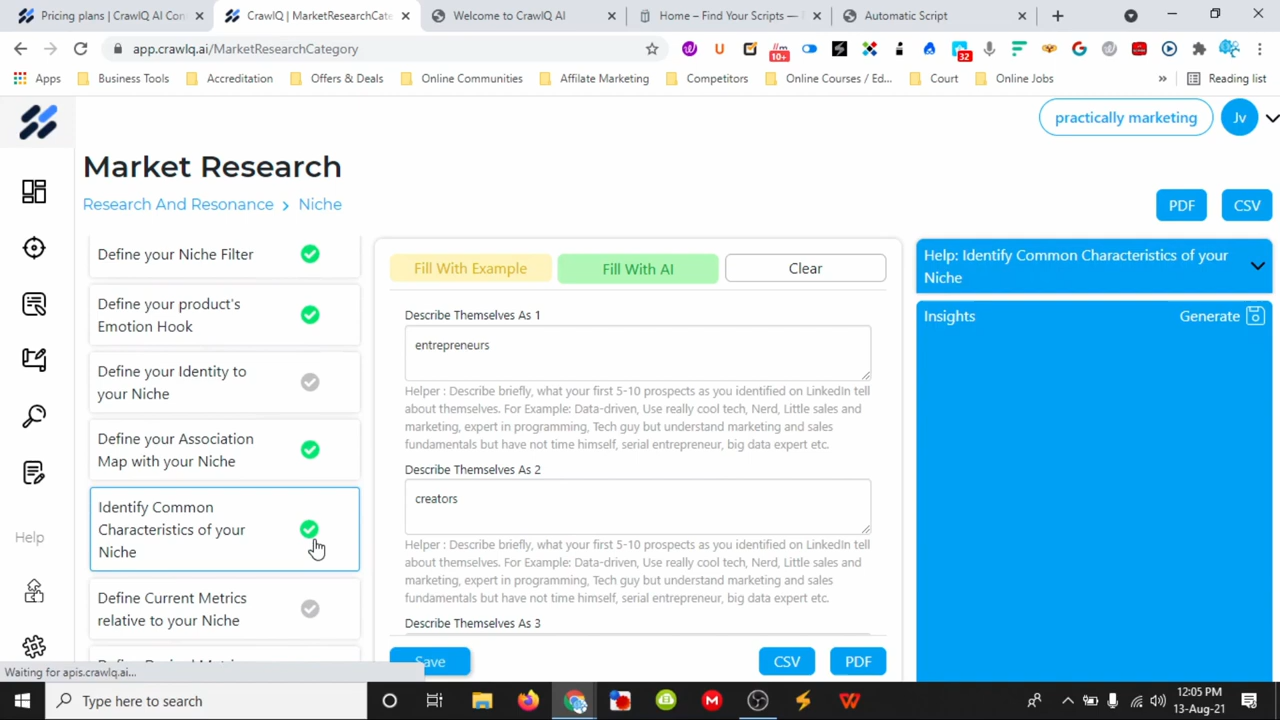 Pricing plans | CrawlQ AI Con
CrawlQ | MarketResearchCate
Welcome to CrawlQ AI
Home – Find Your Scripts —
Automatic Script
app.crawlq.ai/MarketResearchCategory
10+
32
Apps
Business Tools
Accreditation
Offers & Deals
Online Communities
Affilate Marketing
Competitors
Online Courses / Ed...
Court
Online Jobs
»
Reading list
practically marketing
Jv
Market Research
Research And Resonance > Niche
PDF
CSV
Define your Niche Filter
Define your product's
Emotion Hook
Define your Identity to
your Niche
Define your Association
Map with your Niche
Identify Common
Characteristics of your
Niche
Define Current Metrics
relative to your Niche
Help
Fill With Example
Fill With AI
Clear
Describe Themselves As 1
entrepreneurs
Helper : Describe briefly, what your first 5-10 prospects as you identified on LinkedIn tell
about themselves. For Example: Data-driven, Use really cool tech, Nerd, Little sales and
marketing, expert in programming, Tech guy but understand marketing and sales
fundamentals but have not time himself, serial entrepreneur, big data expert etc.
Describe Themselves As 2
creators
Helper : Describe briefly, what your first 5-10 prospects as you identified on LinkedIn tell
about themselves. For Example: Data-driven, Use really cool tech, Nerd, Little sales and
marketing, expert in programming, Tech guy but understand marketing and sales
fundamentals but have not time himself, serial entrepreneur, big data expert etc.
Describe Themselves As 3
Save
CSV
PDF
Help: Identify Common Characteristics of your
Niche
Insights
Generate
Waiting for apis.crawlq.ai...
Type here to search
12:05 PM
13-Aug-21